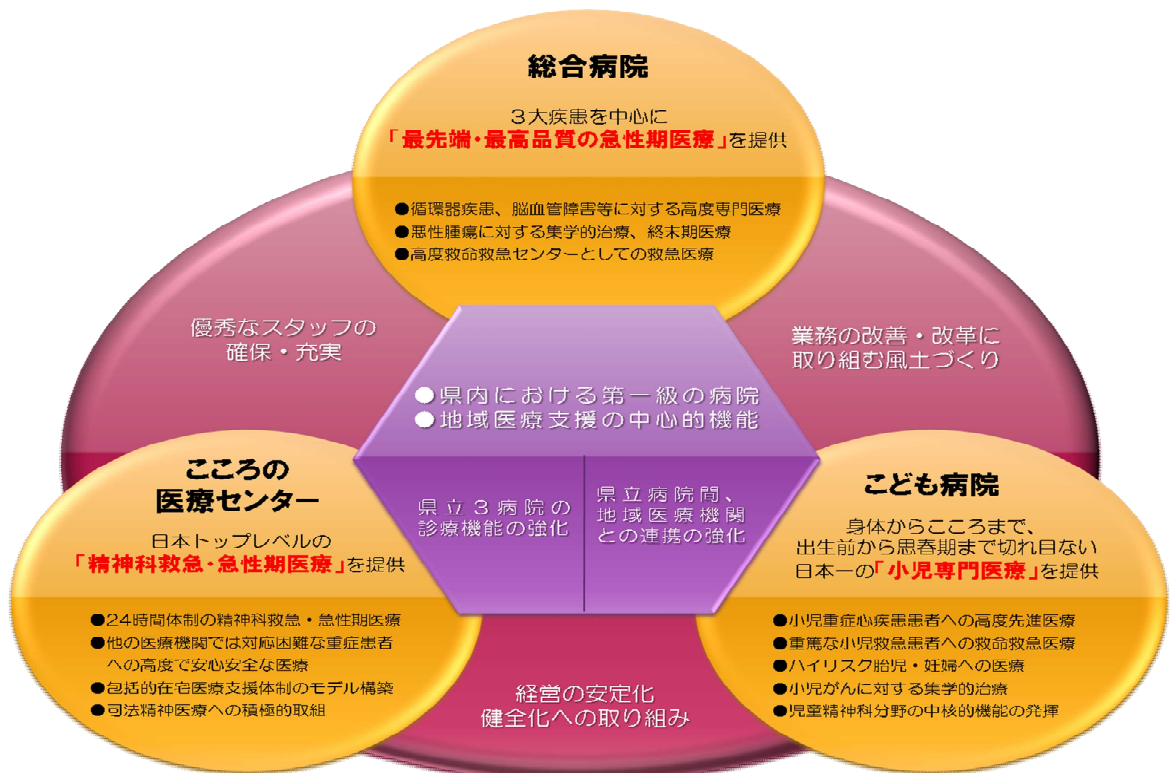 総合病院
3大疾患を中心に
「最先端・最高品質の急性期医療」を提供
●循環器疾患、脳血管障害等に対する高度専門医療
●悪性腫瘍に対する集学的治療、終末期医療
●高度救命救急センターとしての救急医療
優秀なスタッフの
確保・充実
業務の改善・改革に
取り組む風土づくり
●県内における第一級の病院
●地域医療支援の中心的機能
県立3病院の
診療機能の強化
県立病院間、
地域医療機関
との連携の強化
こころの
医療センター
日本トップレベルの
「精神科救急・急性期医療」を提供
●24時間体制の精神科救急・急性期医療
●他の医療機関では対応困難な重症患者
への高度で安心安全な医療
●包括的在宅医療支援体制のモデル構築
●司法精神医療への積極的取組
こども病院
身体からこころまで、
出生前から思春期まで切れ目ない
日本一の「小児専門医療」を提供
●小児重症心疾患患者への高度先進医療
●重篤な小児救急患者への救命救急医療
●ハイリスク胎児・妊婦への医療
●小児がんに対する集学的治療
●児童精神科分野の中核的機能の発揮
経営の安定化
健全化への取り組み